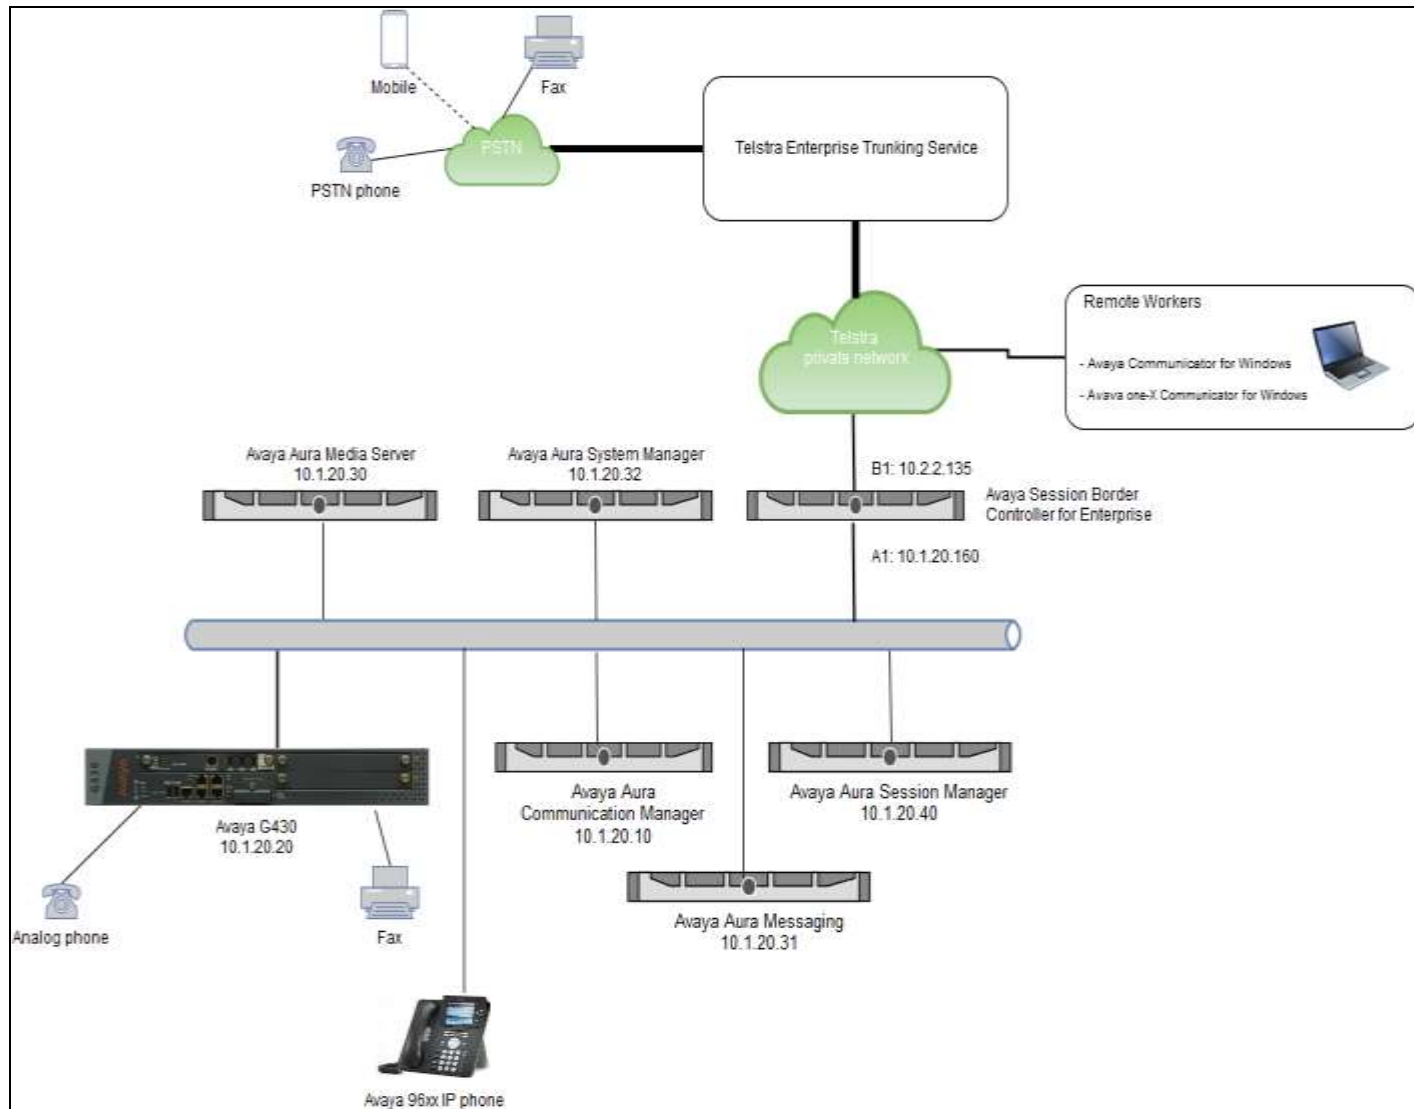 Mobile
Fax
PSTN
PSTN phone
Telstra Enterprise Trunking Service
Telstra
private network
Remote Workers
- Avaya Communicator for Windows
- Avaya one-X Communicator for Windows
Avaya Aura Media Server
10.1.20.30
Avaya Aura System Manager
10.1.20.32
B1: 10.2.2.135
Avaya Session Border
Controller for Enterprise
A1: 10.1.20.160
Avaya G430
10.1.20.20
Avaya Aura
Communication Manager
10.1.20.10
Avaya Aura Session Manager
10.1.20.40
Analog phone
Fax
Avaya Aura Messaging
10.1.20.31
Avaya 96xx IP phone